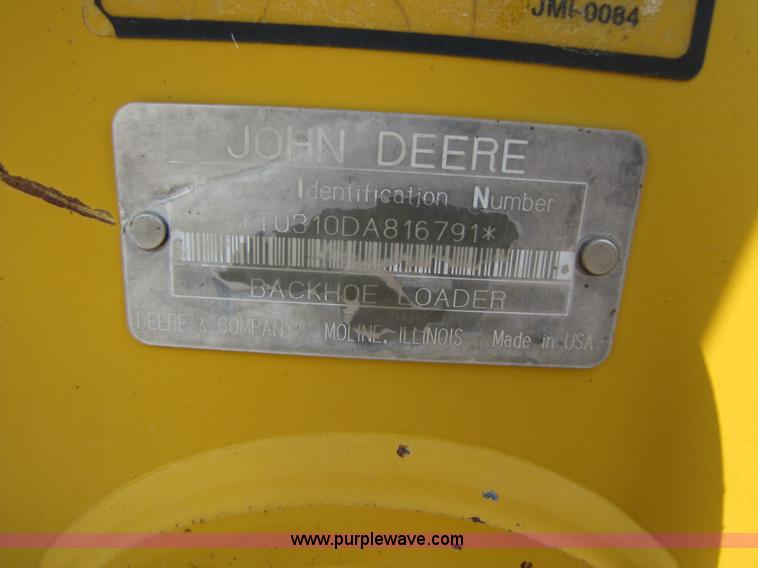 JMI-0084
JOHN DEERE
Identification Number
*T0310DA816791*
BACKHOE LOADER
DEERE & COMPANY MOLINE, ILLINOIS Made in USA
www.purplewave.com